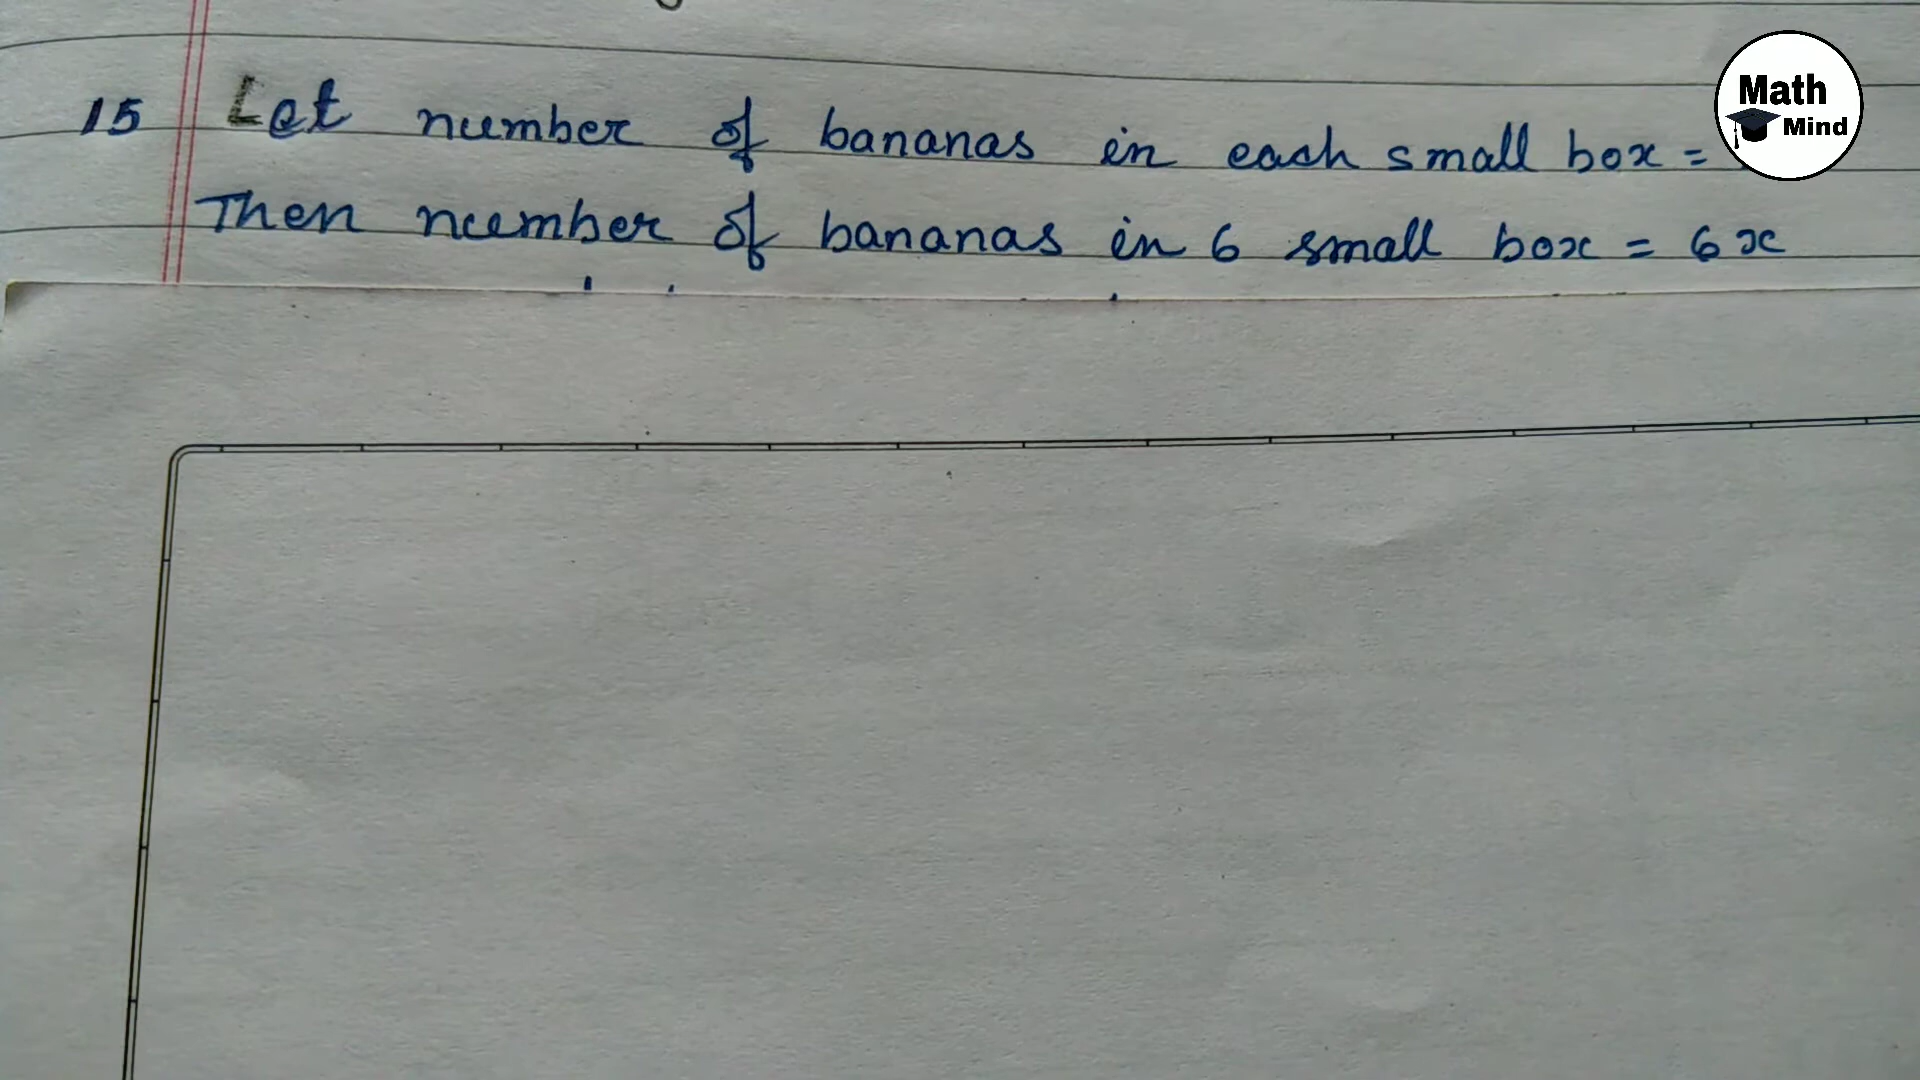 15 Let number of bananas in each small box =
Then number of bananas in 6 small box = 6x
Math
Mind